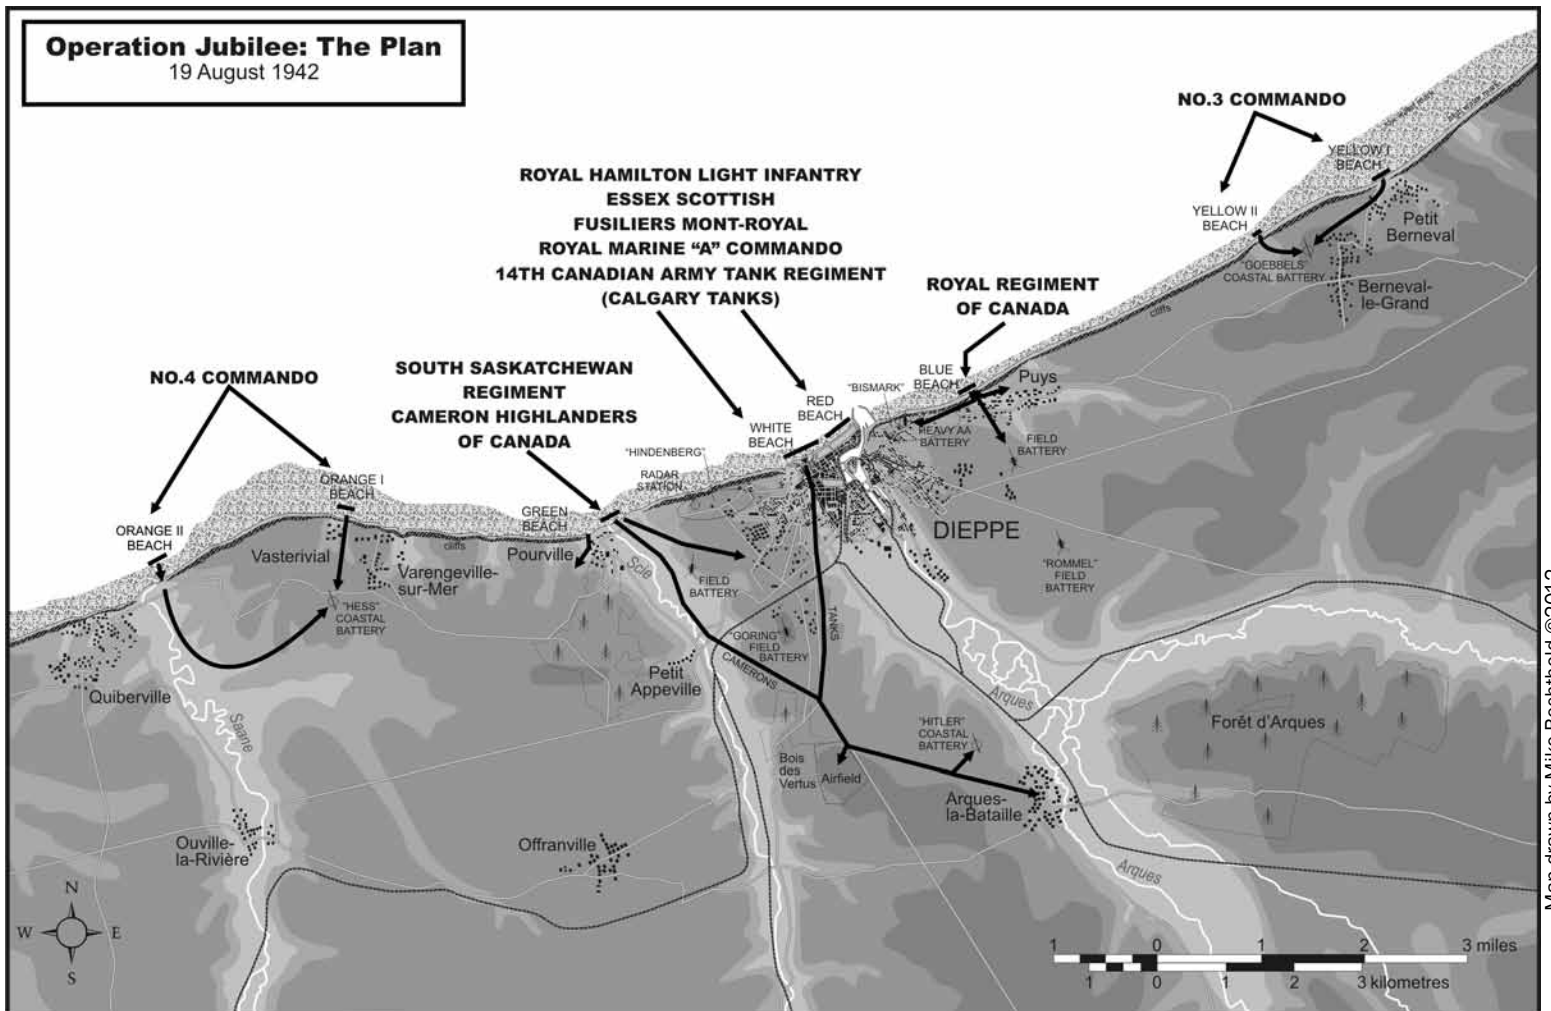 Operation Jubilee: The Plan
19 August 1942
NO.3 COMMANDO
YELLOW I
BEACH
YELLOW II
BEACH
Petit
Berneval
"GOEBBELS"
COASTAL BATTERY
Berneval-
le-Grand
cliffs
ROYAL HAMILTON LIGHT INFANTRY
ESSEX SCOTTISH
FUSILIERS MONT-ROYAL
ROYAL MARINE “A” COMMANDO
14TH CANADIAN ARMY TANK REGIMENT
(CALGARY TANKS)
ROYAL REGIMENT
OF CANADA
BLUE
BEACH
Puys
"BISMARK"
RED
BEACH
WHITE
BEACH
HEAVY AA
BATTERY
FIELD
BATTERY
SOUTH SASKATCHEWAN
REGIMENT
CAMERON HIGHLANDERS
OF CANADA
"HINDENBERG"
RADAR
STATION
NO.4 COMMANDO
ORANGE I
BEACH
ORANGE II
BEACH
GREEN
BEACH
cliffs
Pourville
Scie
Vasterivial
Varengeville-
sur-Mer
"HESS"
COASTAL
BATTERY
FIELD
BATTERY
DIEPPE
"ROMMEL"
FIELD
BATTERY
TANKS
"GORING"
FIELD
BATTERY
CAMERONS
Petit
Appeville
Quiberville
Saane
Arques
Forêt d'Arques
"HITLER"
COASTAL
BATTERY
Bois
des
Vertus
Airfield
Arques-
la-Bataille
Ouville-
la-Rivière
Offranville
Arques
N
W E
S
1 0 1 2 3 miles
1 0 1 2 3 kilometres
Map drawn by Mike Bechthold ©2012